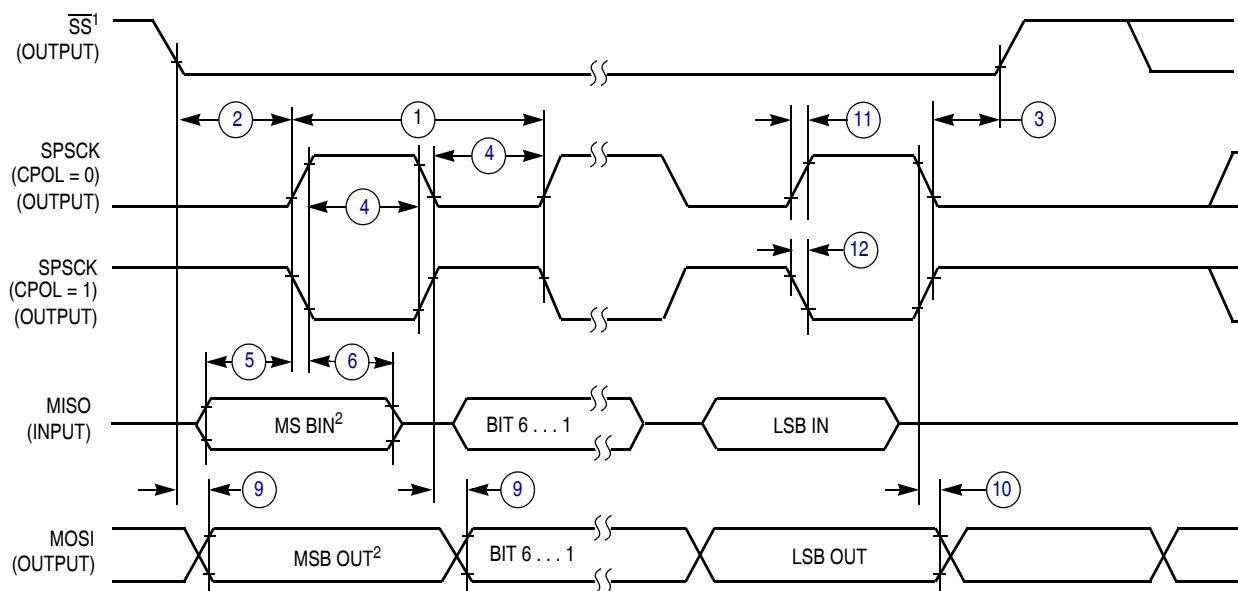 SS¹
(OUTPUT)
2
1
11
3
SPSCK
(CPOL = 0)
(OUTPUT)
4
4
SPSCK
(CPOL = 1)
(OUTPUT)
12
5
6
MISO
(INPUT)
MS BIN²
BIT 6 . . . 1
LSB IN
9
9
10
MOSI
(OUTPUT)
MSB OUT²
BIT 6 . . . 1
LSB OUT